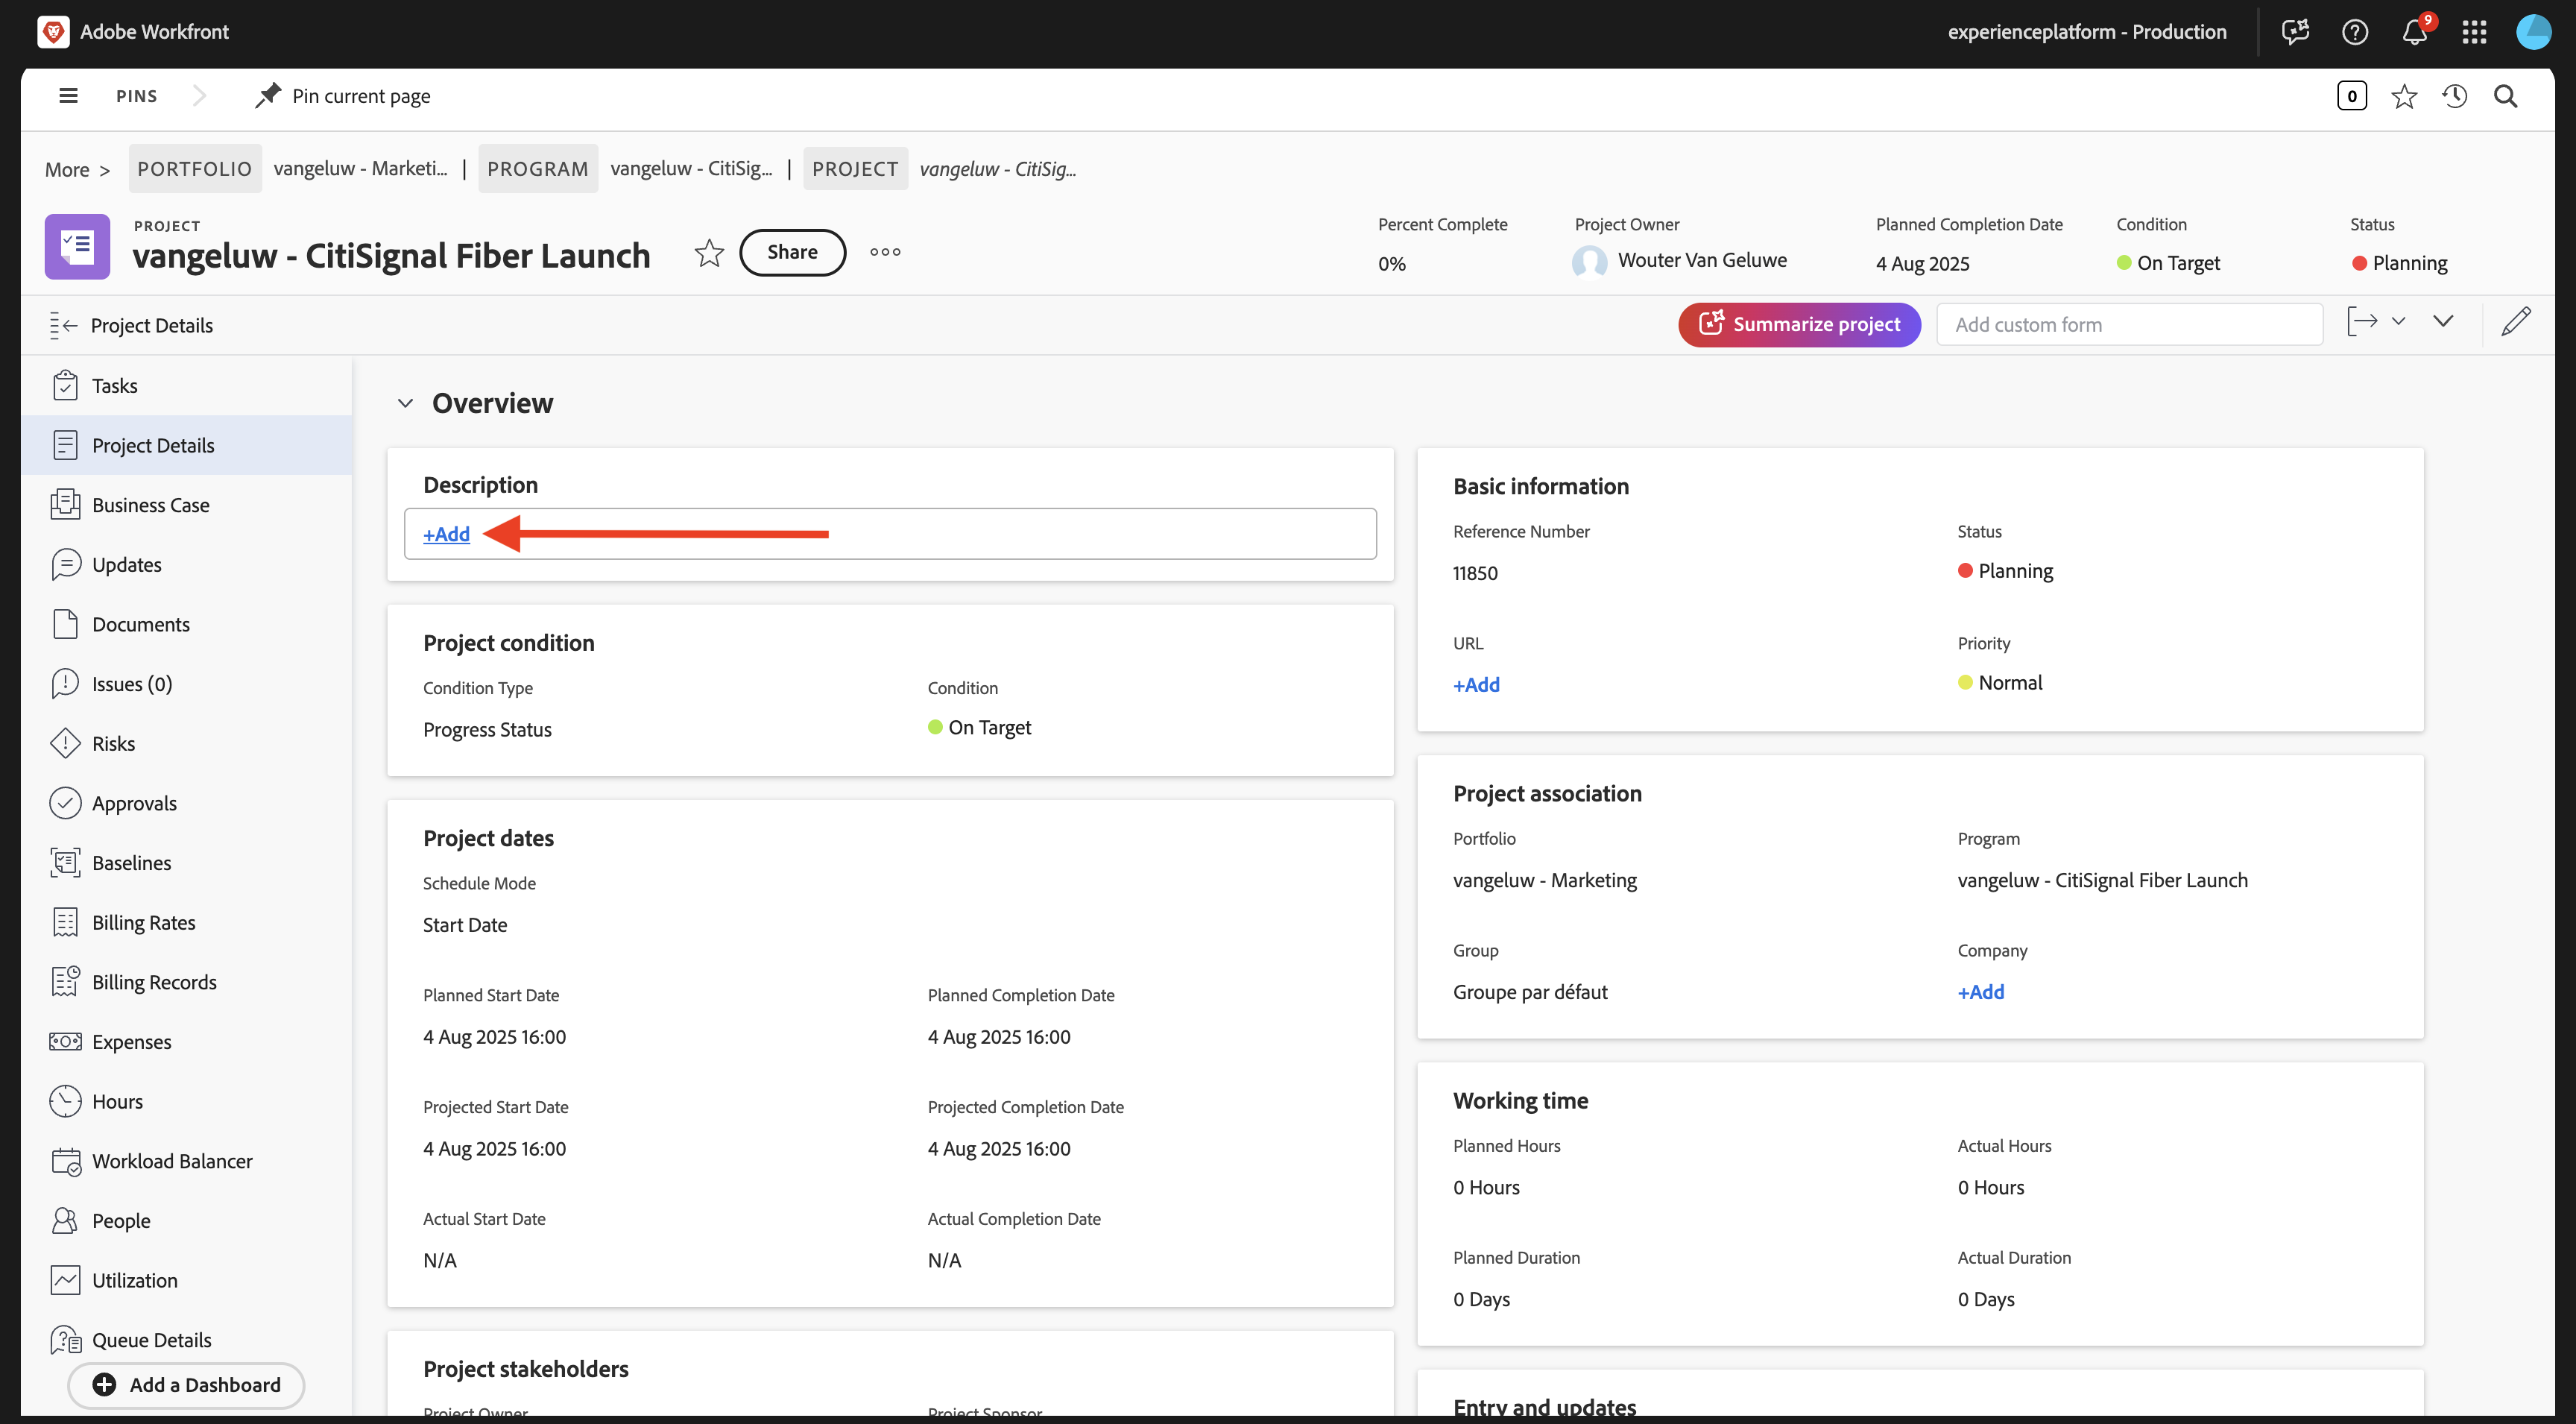 Adobe Workfront
experienceplatform - Production
9
PINS
Pin current page
0
More >
PORTFOLIO
vangeluw - Marketi...
|
PROGRAM
vangeluw - CitiSig...
|
PROJECT
vangeluw - CitiSig...
PROJECT
vangeluw - CitiSignal Fiber Launch
Share
Percent Complete
0%
Project Owner
Wouter Van Geluwe
Planned Completion Date
4 Aug 2025
Condition
On Target
Status
Planning
Project Details
Summarize project
Add custom form
Tasks
Project Details
Business Case
Updates
Documents
Issues (0)
Risks
Approvals
Baselines
Billing Rates
Billing Records
Expenses
Hours
Workload Balancer
People
Utilization
Queue Details
Add a Dashboard
Overview
Description
+Add
Project condition
Condition Type
Progress Status
Condition
On Target
Project dates
Schedule Mode
Start Date
Planned Start Date
4 Aug 2025 16:00
Planned Completion Date
4 Aug 2025 16:00
Projected Start Date
4 Aug 2025 16:00
Projected Completion Date
4 Aug 2025 16:00
Actual Start Date
N/A
Actual Completion Date
N/A
Project stakeholders
Project Owner
Project Sponsor
Basic information
Reference Number
11850
Status
Planning
URL
+Add
Priority
Normal
Project association
Portfolio
vangeluw - Marketing
Program
vangeluw - CitiSignal Fiber Launch
Group
Groupe par défaut
Company
+Add
Working time
Planned Hours
0 Hours
Actual Hours
0 Hours
Planned Duration
0 Days
Actual Duration
0 Days
Entry and updates